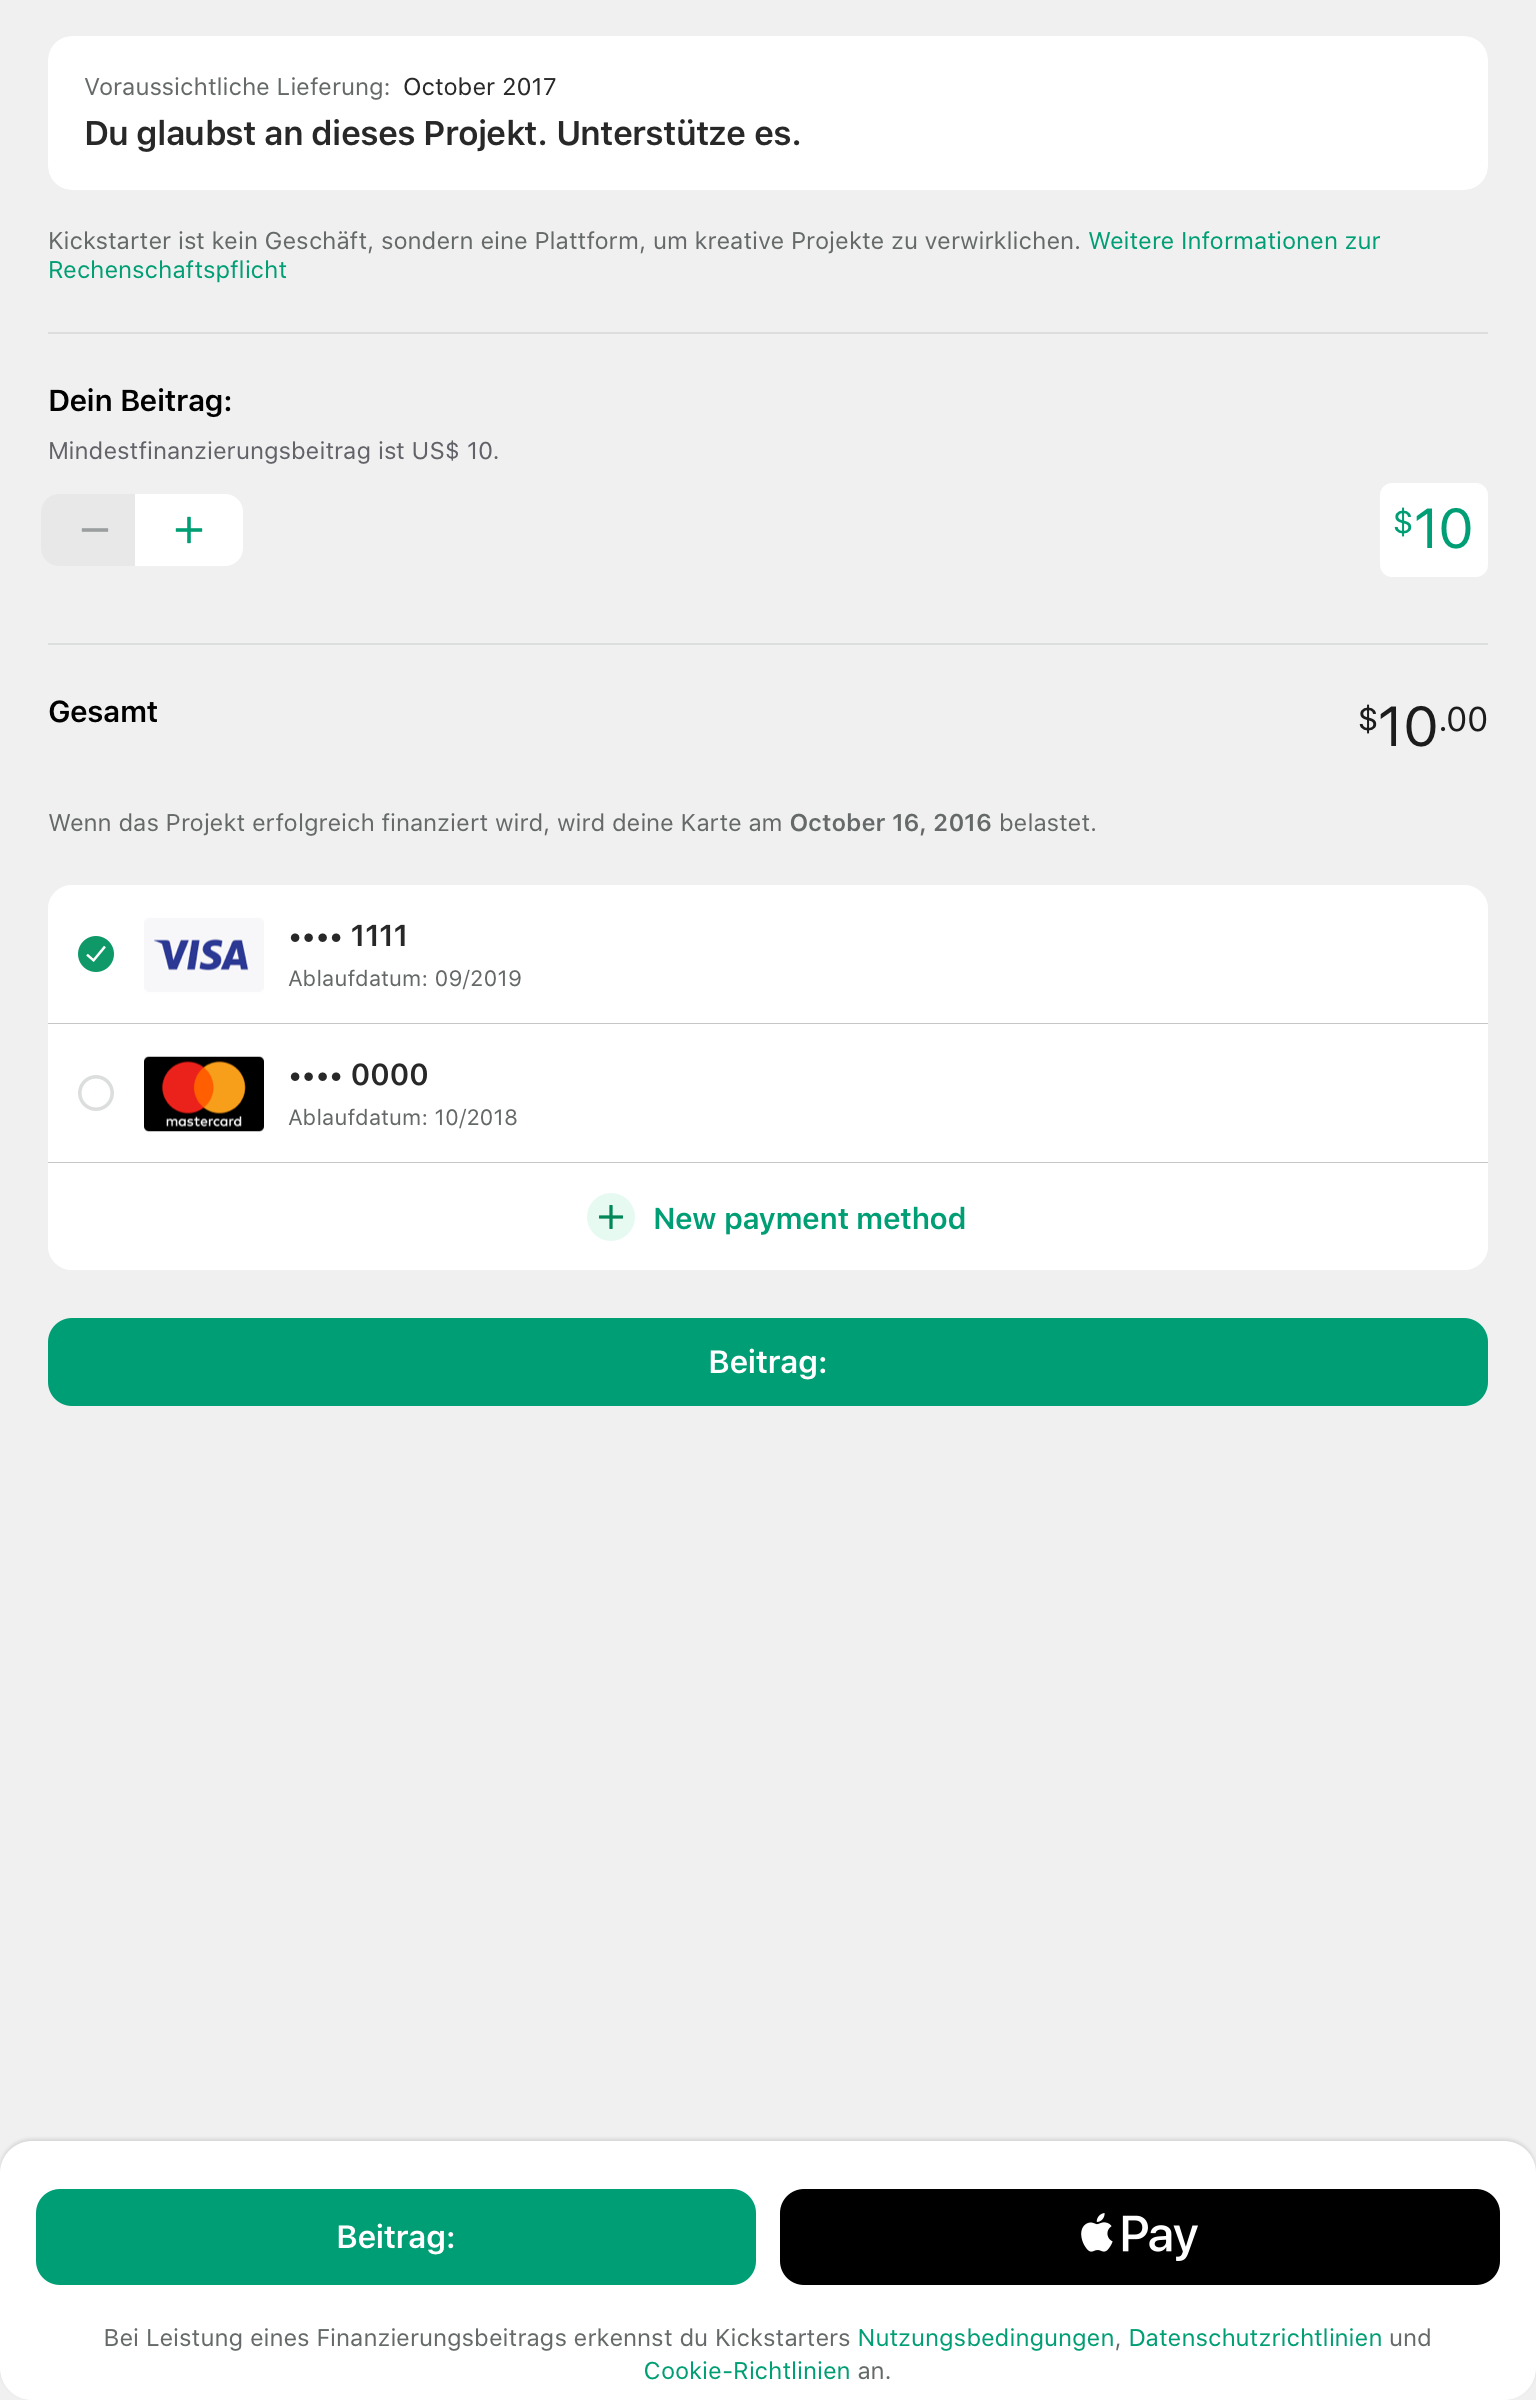 Voraussichtliche Lieferung: October 2017
Du glaubst an dieses Projekt. Unterstütze es.
Kickstarter ist kein Geschäft, sondern eine Plattform, um kreative Projekte zu verwirklichen. Weitere Informationen zur
Rechenschaftspflicht
Dein Beitrag:
Mindestfinanzierungsbeitrag ist US$ 10.
$10
Gesamt
$10.00
Wenn das Projekt erfolgreich finanziert wird, wird deine Karte am October 16, 2016 belastet.
VISA
•••• 1111
Ablaufdatum: 09/2019
mastercard
•••• 0000
Ablaufdatum: 10/2018
New payment method
Beitrag:
Beitrag:
Pay
Bei Leistung eines Finanzierungsbeitrags erkennst du Kickstarters Nutzungsbedingungen, Datenschutzrichtlinien und
Cookie-Richtlinien an.